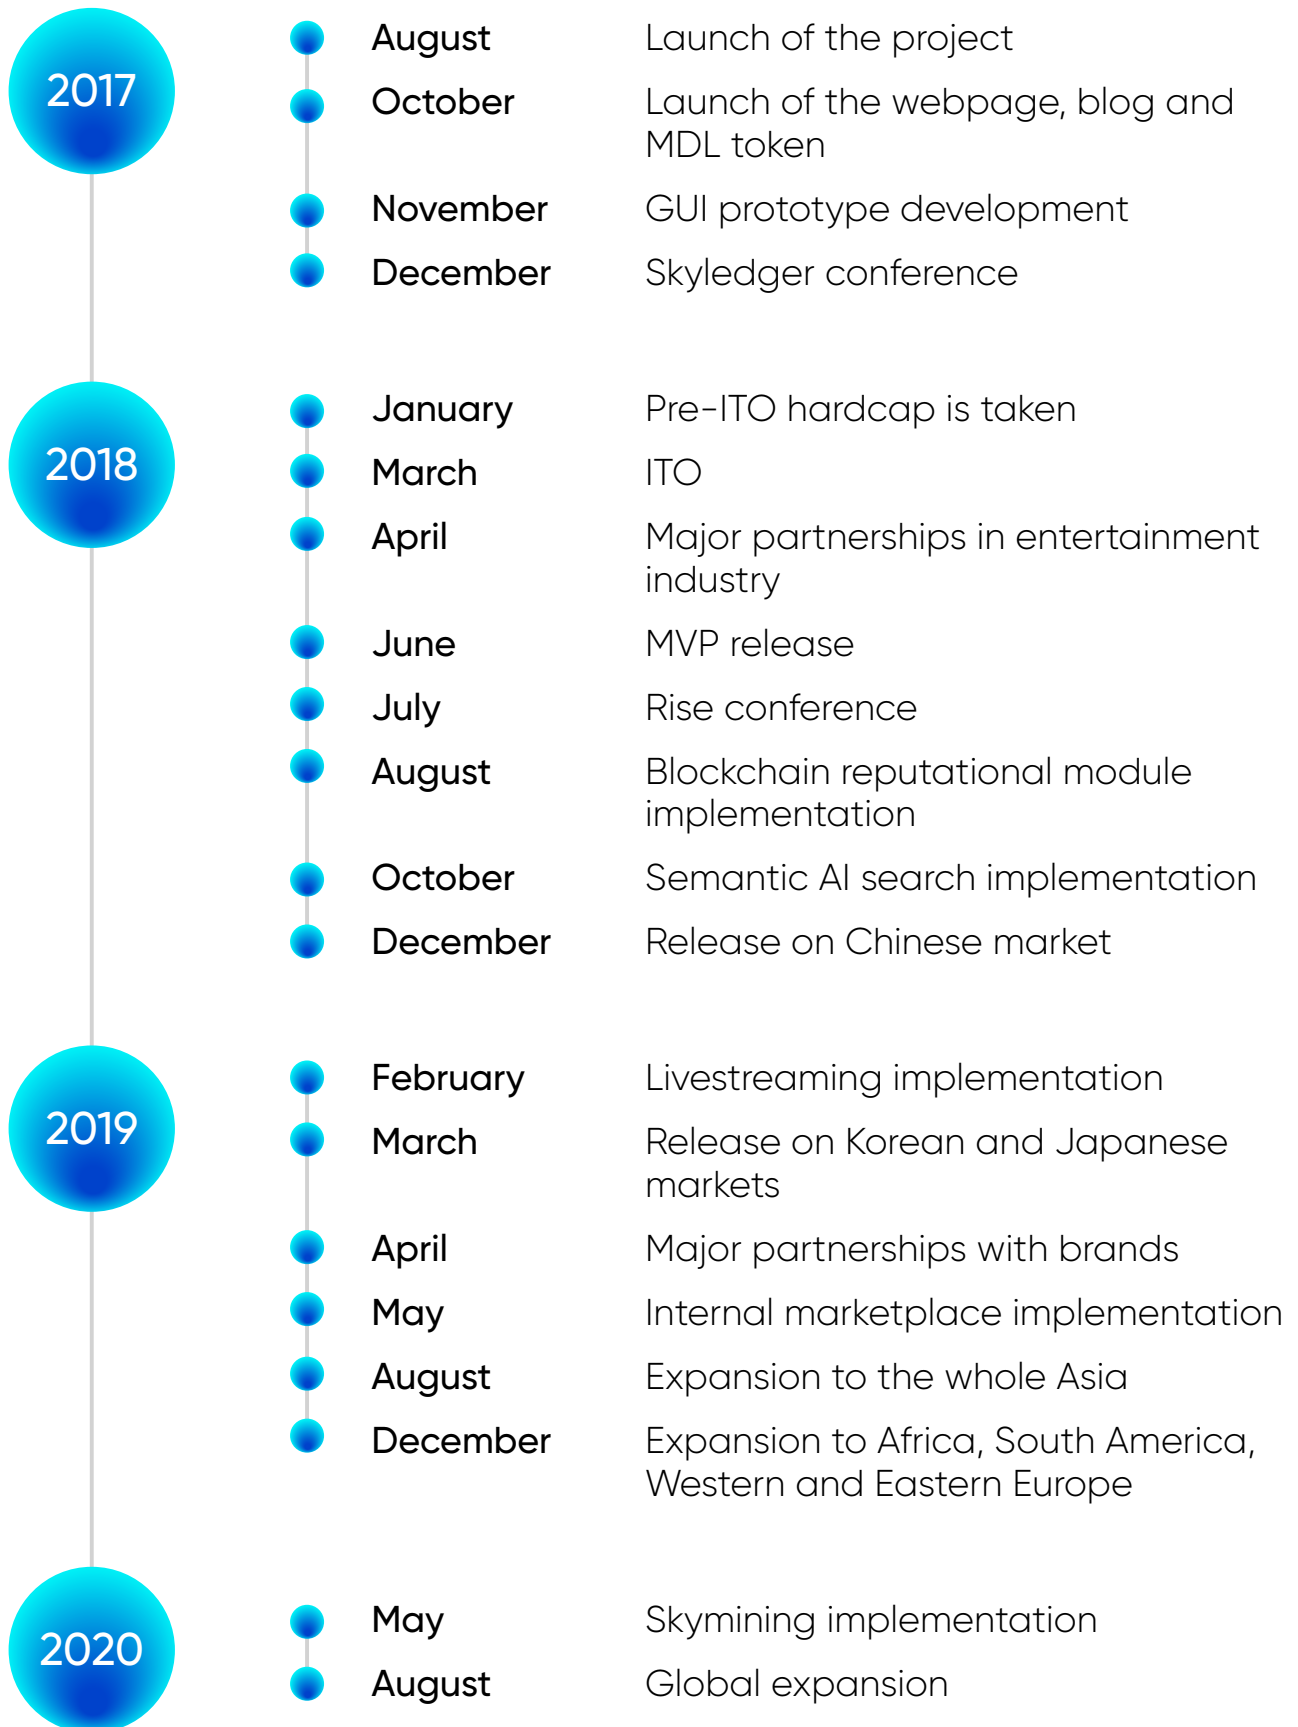 2017
August Launch of the project
October Launch of the webpage, blog and
MDL token
November GUI prototype development
December Skyledger conference
2018
January Pre-ITO hardcap is taken
March ITO
April Major partnerships in entertainment
industry
June MVP release
July Rise conference
August Blockchain reputational module
implementation
October Semantic AI search implementation
December Release on Chinese market
2019
February Livestreaming implementation
March Release on Korean and Japanese
markets
April Major partnerships with brands
May Internal marketplace implementation
August Expansion to the whole Asia
December Expansion to Africa, South America,
Western and Eastern Europe
2020
May Skymining implementation
August Global expansion